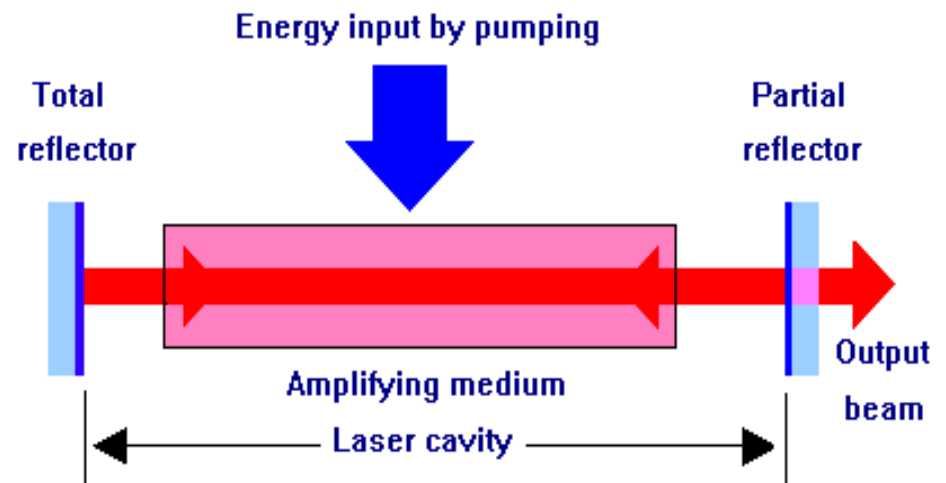 Energy input by pumping
Total
reflector
Partial
reflector
Output
beam
Amplifying medium
Laser cavity